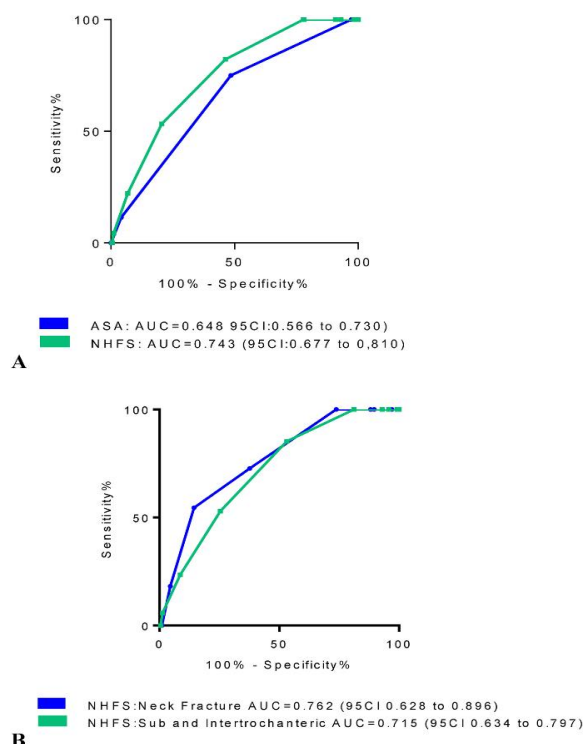 100
50
0
0
50
100
Sensitivity%
100% - Specificity%
ASA: AUC=0.648 95CI:0.566 to 0.730)
NHFS: AUC=0.743 (95CI:0.677 to 0,810)
A
100
50
0
0
50
100
Sensitivity%
100% - Specificity%
NHFS:Neck Fracture AUC=0.762 (95CI 0.628 to 0.896)
NHFS:Sub and Intertrochanteric AUC=0.715 (95CI 0.634 to 0.797)
B